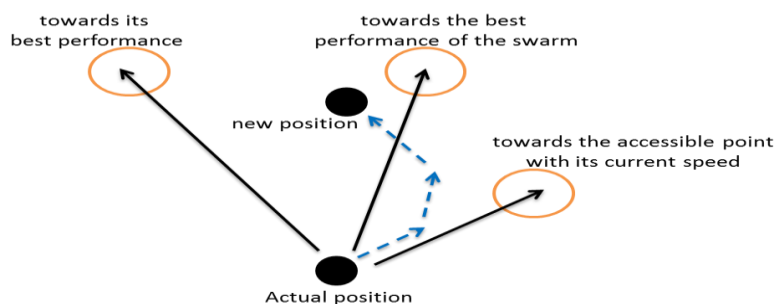 towards its
best performance
towards the best
performance of the swarm
new position
towards the accessible point
with its current speed
Actual position